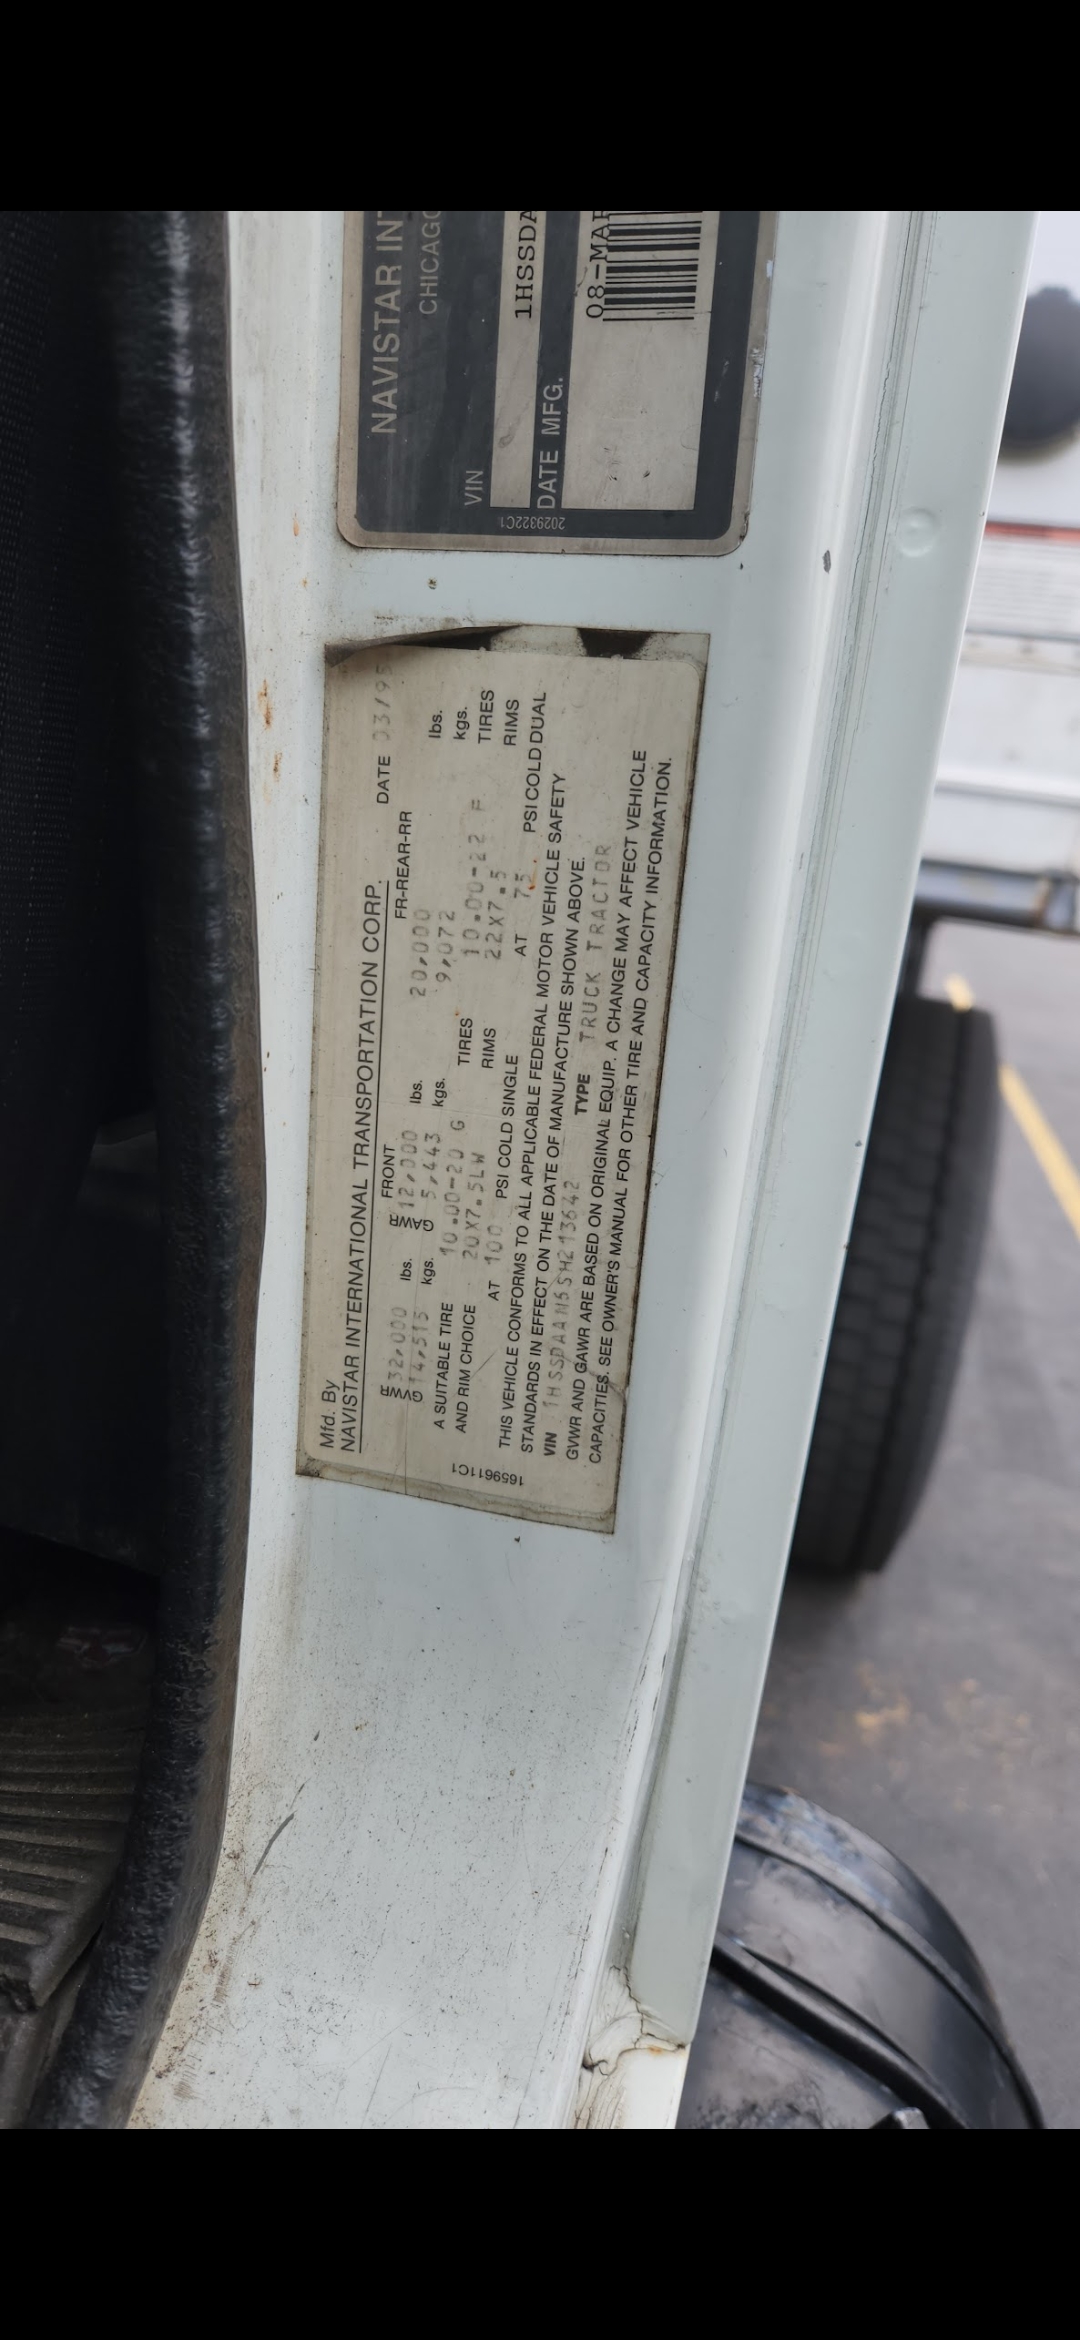 Mfd. By
NAVISTAR INTERNATIONAL TRANSPORTATION CORP. DATE 03/95
FRONT FR-REAR-RR
GVWR 32,000 lbs. GAWR 12,000 lbs. 20,000 lbs.
GVWR 14,515 kgs. GAWR 5,443 kgs. 9,072 kgs.
A SUITABLE TIRE 10.00-20 G TIRES 10.00-22 F TIRES
AND RIM CHOICE 20X7.5LW RIMS 22X7.5 RIMS
AT 100 PSI COLD SINGLE AT 75 PSI COLD DUAL
THIS VEHICLE CONFORMS TO ALL APPLICABLE FEDERAL MOTOR VEHICLE SAFETY
STANDARDS IN EFFECT ON THE DATE OF MANUFACTURE SHOWN ABOVE.
VIN 1HSSDAAN5SH213642 TYPE TRUCK TRACTOR
GVWR AND GAWR ARE BASED ON ORIGINAL EQUIP. A CHANGE MAY AFFECT VEHICLE
CAPACITIES. SEE OWNER'S MANUAL FOR OTHER TIRE AND CAPACITY INFORMATION.
1659611C1
NAVISTAR INT
CHICAGO
VIN
1HSSDA
DATE MFG.
08-MAR
2029322C1